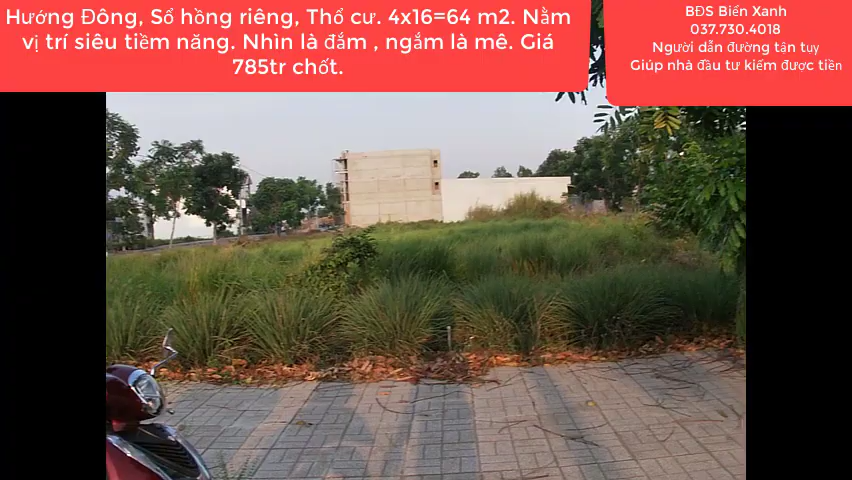 Hướng Đông, Sổ hồng riêng, Thổ cư. 4x16=64 m2. Nằm
vị trí siêu tiềm năng. Nhìn là đắm , ngắm là mê. Giá
785tr chốt.
BĐS Biển Xanh
037.730.4018
Người dẫn đường tận tụy
Giúp nhà đầu tư kiếm được tiền